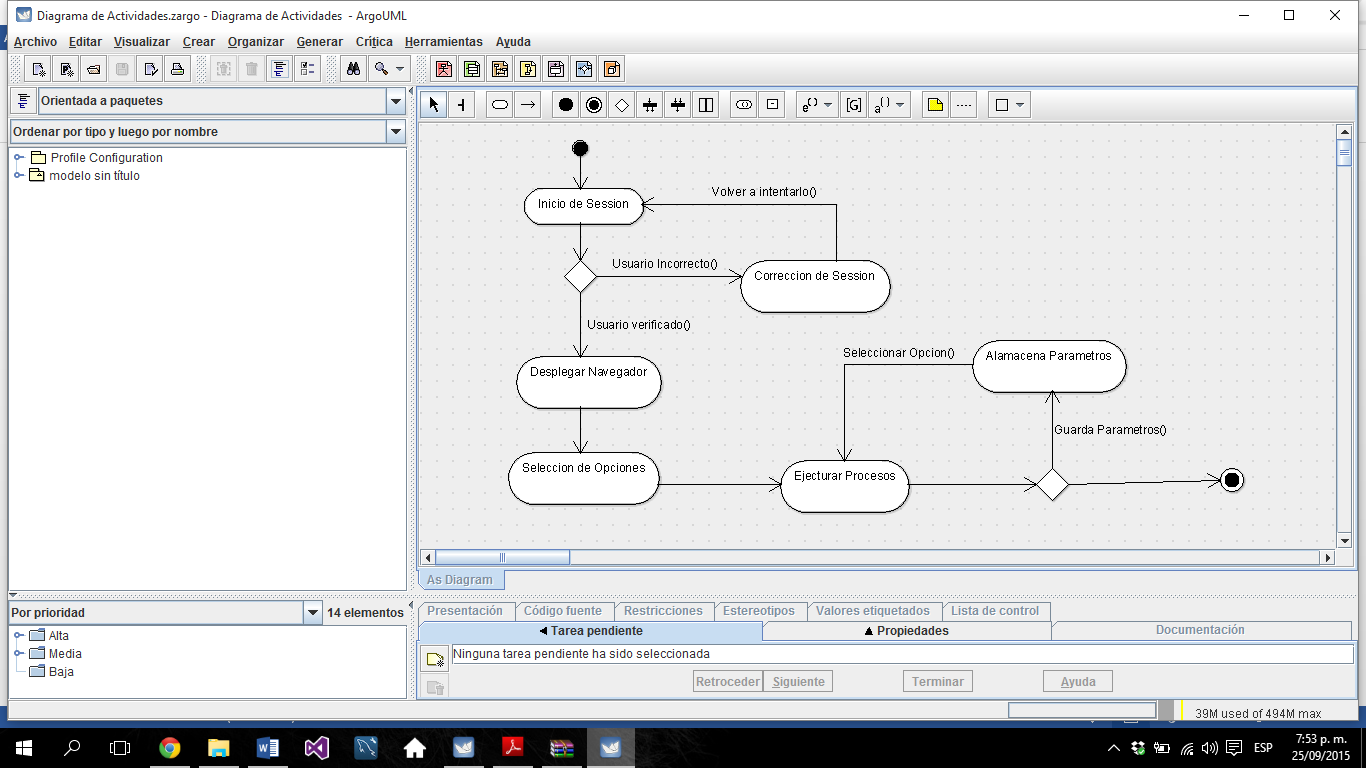 Diagrama de Actividades.zargo - Diagrama de Actividades - ArgoUML
Archivo Editar Visualizar Crear Organizar Generar Crítica Herramientas Ayuda
Orientada a paquetes
Ordenar por tipo y luego por nombre
Profile Configuration
modelo sin título
Volver a intentarlo()
Inicio de Session
Usuario Incorrecto()
Correccion de Session
Usuario verificado()
Seleccionar Opcion()
Alamacena Parametros
Desplegar Navegador
Guarda Parametros()
Seleccion de Opciones
Ejecturar Procesos
As Diagram
Por prioridad
14 elementos
Alta
Media
Baja
Presentación Código fuente Restricciones Estereotipos Valores etiquetados Lista de control
Tarea pendiente Propiedades Documentación
Ninguna tarea pendiente ha sido seleccionada
Retroceder Siguiente Terminar Ayuda
39M used of 494M max
ESP
7:53 p. m.
25/09/2015